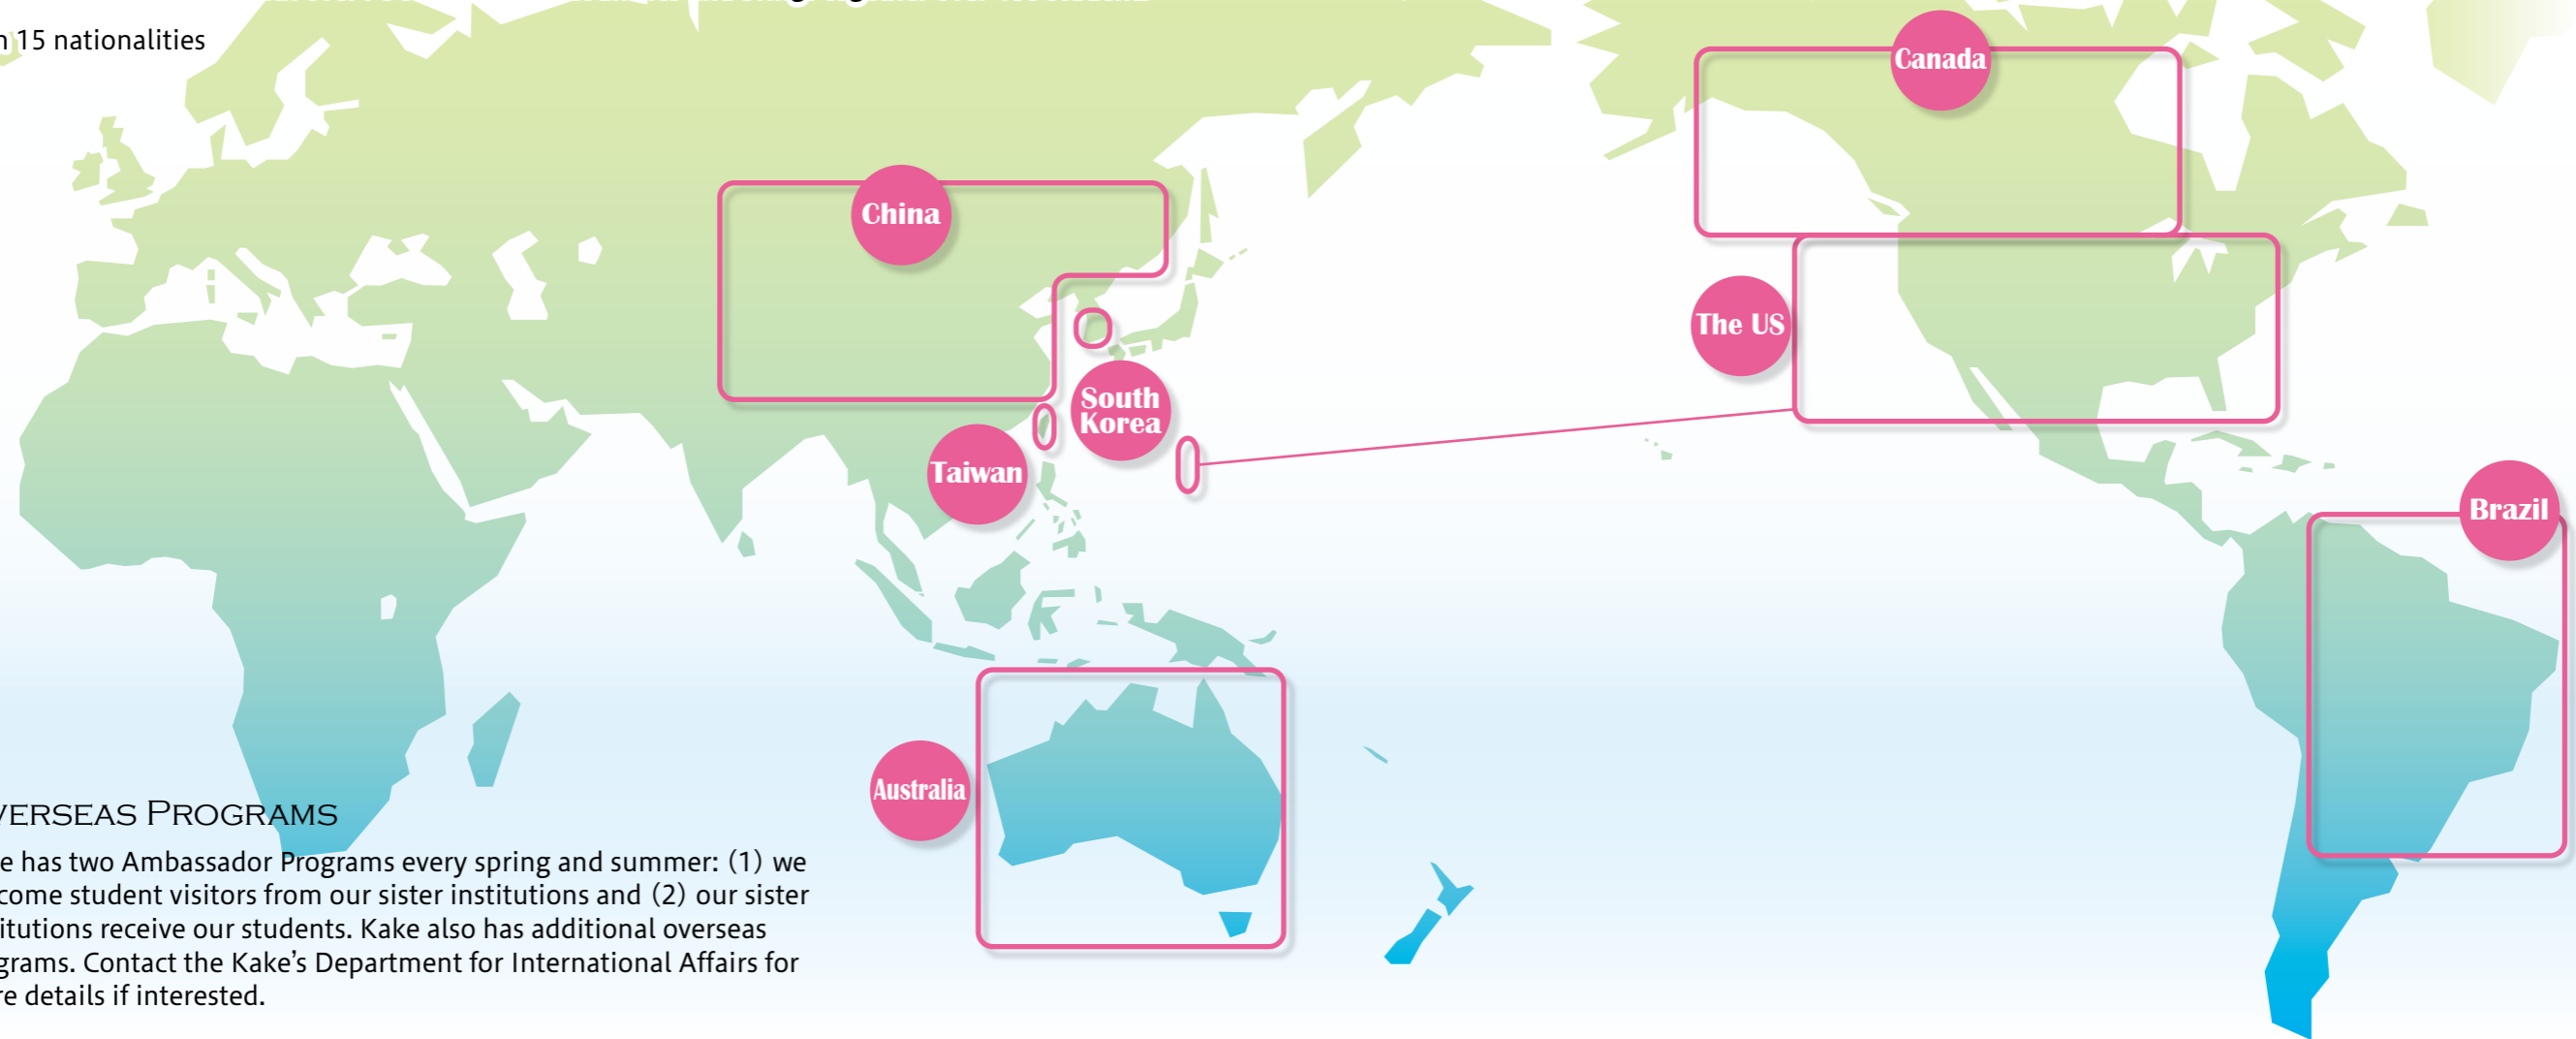 15 nationalities
Canada
China
The US
South
Korea
Taiwan
Brazil
Australia
VERSEAS PROGRAMS
e has two Ambassador Programs every spring and summer: (1) we
come student visitors from our sister institutions and (2) our sister
itutions receive our students. Kake also has additional overseas
grams. Contact the Kake's Department for International Affairs for
re details if interested.